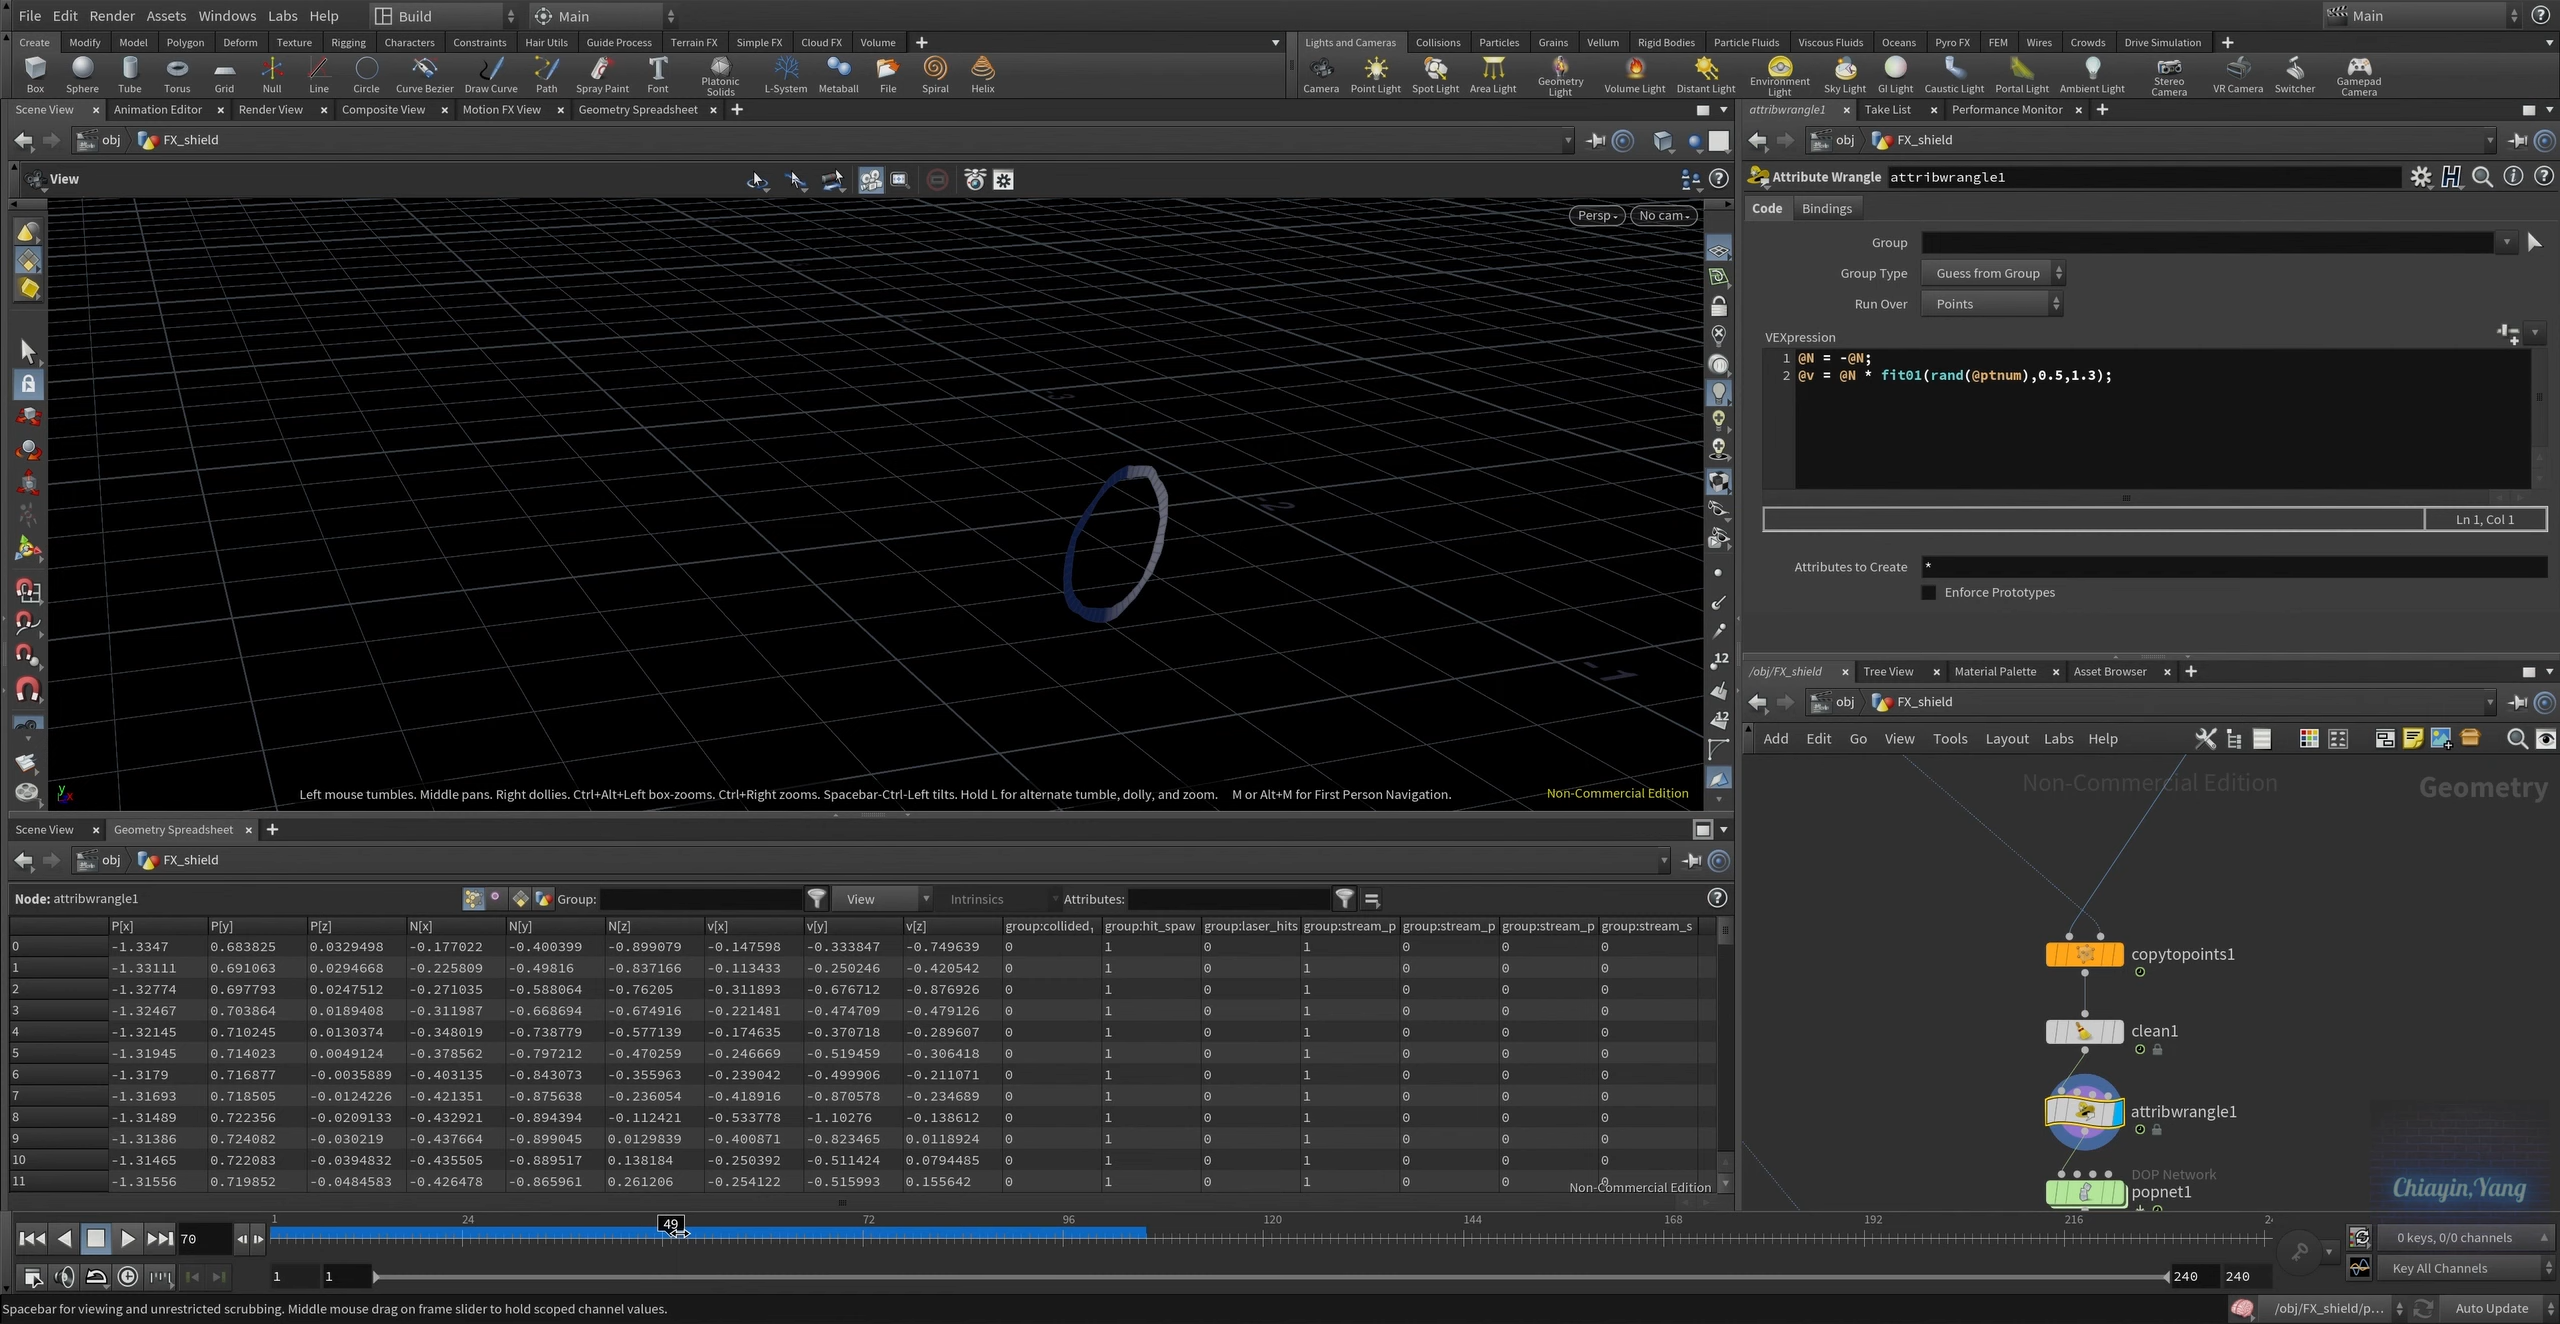 File Edit Render Assets Windows Labs Help Build Main Main
Create Modify Model Polygon Deform Texture Rigging Characters Constraints Hair Utils Guide Process Terrain FX Simple FX Cloud FX Volume
Box Sphere Tube Torus Grid Null Line Circle Curve Bezier Draw Curve Path Spray Paint Font Platonic Solids L-System Metaball File Spiral Helix
Lights and Cameras Collisions Particles Grains Vellum Rigid Bodies Particle Fluids Viscous Fluids Oceans Pyro FX FEM Wires Crowds Drive Simulation
Camera Point Light Spot Light Area Light Geometry Light Volume Light Distant Light Environment Light Sky Light GI Light Caustic Light Portal Light Ambient Light Stereo Camera VR Camera Switcher Gamepad Camera
Scene View Animation Editor Render View Composite View Motion FX View Geometry Spreadsheet
obj FX_shield
View
Persp No cam
12
12
Left mouse tumbles. Middle pans. Right dollies. Ctrl+Alt+Left box-zooms. Ctrl+Right zooms. Spacebar-Ctrl-Left tilts. Hold L for alternate tumble, dolly, and zoom. M or Alt+M for First Person Navigation.
Non-Commercial Edition
attribwrangle1 Take List Performance Monitor
obj FX_shield
Attribute Wrangle attribwrangle1
Code Bindings
Group
Group Type Guess from Group
Run Over Points
VEXpression
1 @N = -@N;
2 @v = @N * fit01(rand(@ptnum),0.5,1.3);
Ln 1, Col 1
Attributes to Create *
Enforce Prototypes
/obj/FX_shield Tree View Material Palette Asset Browser
obj FX_shield
Add Edit Go View Tools Layout Labs Help
Non-Commercial Edition
Geometry
copytopoints1
clean1
attribwrangle1
DOP Network
popnet1
Chiayin,Yang
Scene View Geometry Spreadsheet
obj FX_shield
Node: attribwrangle1 Group: View Intrinsics Attributes:
P[x] P[y] P[z] N[x] N[y] N[z] v[x] v[y] v[z] group:collided group:hit_spaw group:laser_hits group:stream_p group:stream_p group:stream_p group:stream_s
0 -1.3347 0.683825 0.0329498 -0.177022 -0.400399 -0.899079 -0.147598 -0.333847 -0.749639 0 1 0 1 0 0 0
1 -1.33111 0.691063 0.0294668 -0.225809 -0.49816 -0.837166 -0.113433 -0.250246 -0.420542 0 1 0 1 0 0 0
2 -1.32774 0.697793 0.0247512 -0.271035 -0.588064 -0.76205 -0.311893 -0.676712 -0.876926 0 1 0 1 0 0 0
3 -1.32467 0.703864 0.0189408 -0.311987 -0.668694 -0.674916 -0.221481 -0.474709 -0.479126 0 1 0 1 0 0 0
4 -1.32145 0.710245 0.0130374 -0.348019 -0.738779 -0.577139 -0.174635 -0.370718 -0.289607 0 1 0 1 0 0 0
5 -1.31945 0.714023 0.0049124 -0.378562 -0.797212 -0.470259 -0.246669 -0.519459 -0.306418 0 1 0 1 0 0 0
6 -1.3179 0.716877 -0.0035889 -0.403135 -0.843073 -0.355963 -0.239042 -0.499906 -0.211071 0 1 0 1 0 0 0
7 -1.31693 0.718505 -0.0124226 -0.421351 -0.875638 -0.236054 -0.418916 -0.870578 -0.234689 0 1 0 1 0 0 0
8 -1.31489 0.722356 -0.0209133 -0.432921 -0.894394 -0.112421 -0.533778 -1.10276 -0.138612 0 1 0 1 0 0 0
9 -1.31386 0.724082 -0.030219 -0.437664 -0.899045 0.0129839 -0.400871 -0.823465 0.0118924 0 1 0 1 0 0 0
10 -1.31465 0.722083 -0.0394832 -0.435505 -0.889517 0.138184 -0.250392 -0.511424 0.0794485 0 1 0 1 0 0 0
11 -1.31556 0.719852 -0.0484583 -0.426478 -0.865961 0.261206 -0.254122 -0.515993 0.155642 0 1 0 1 0 0 0
Non-Commercial Edition
70 1 24 49 72 96 120 144 168 192 216
1 1 240 240
0 keys, 0/0 channels
Key All Channels
Spacebar for viewing and unrestricted scrubbing. Middle mouse drag on frame slider to hold scoped channel values.
/obj/FX_shield/p... Auto Update